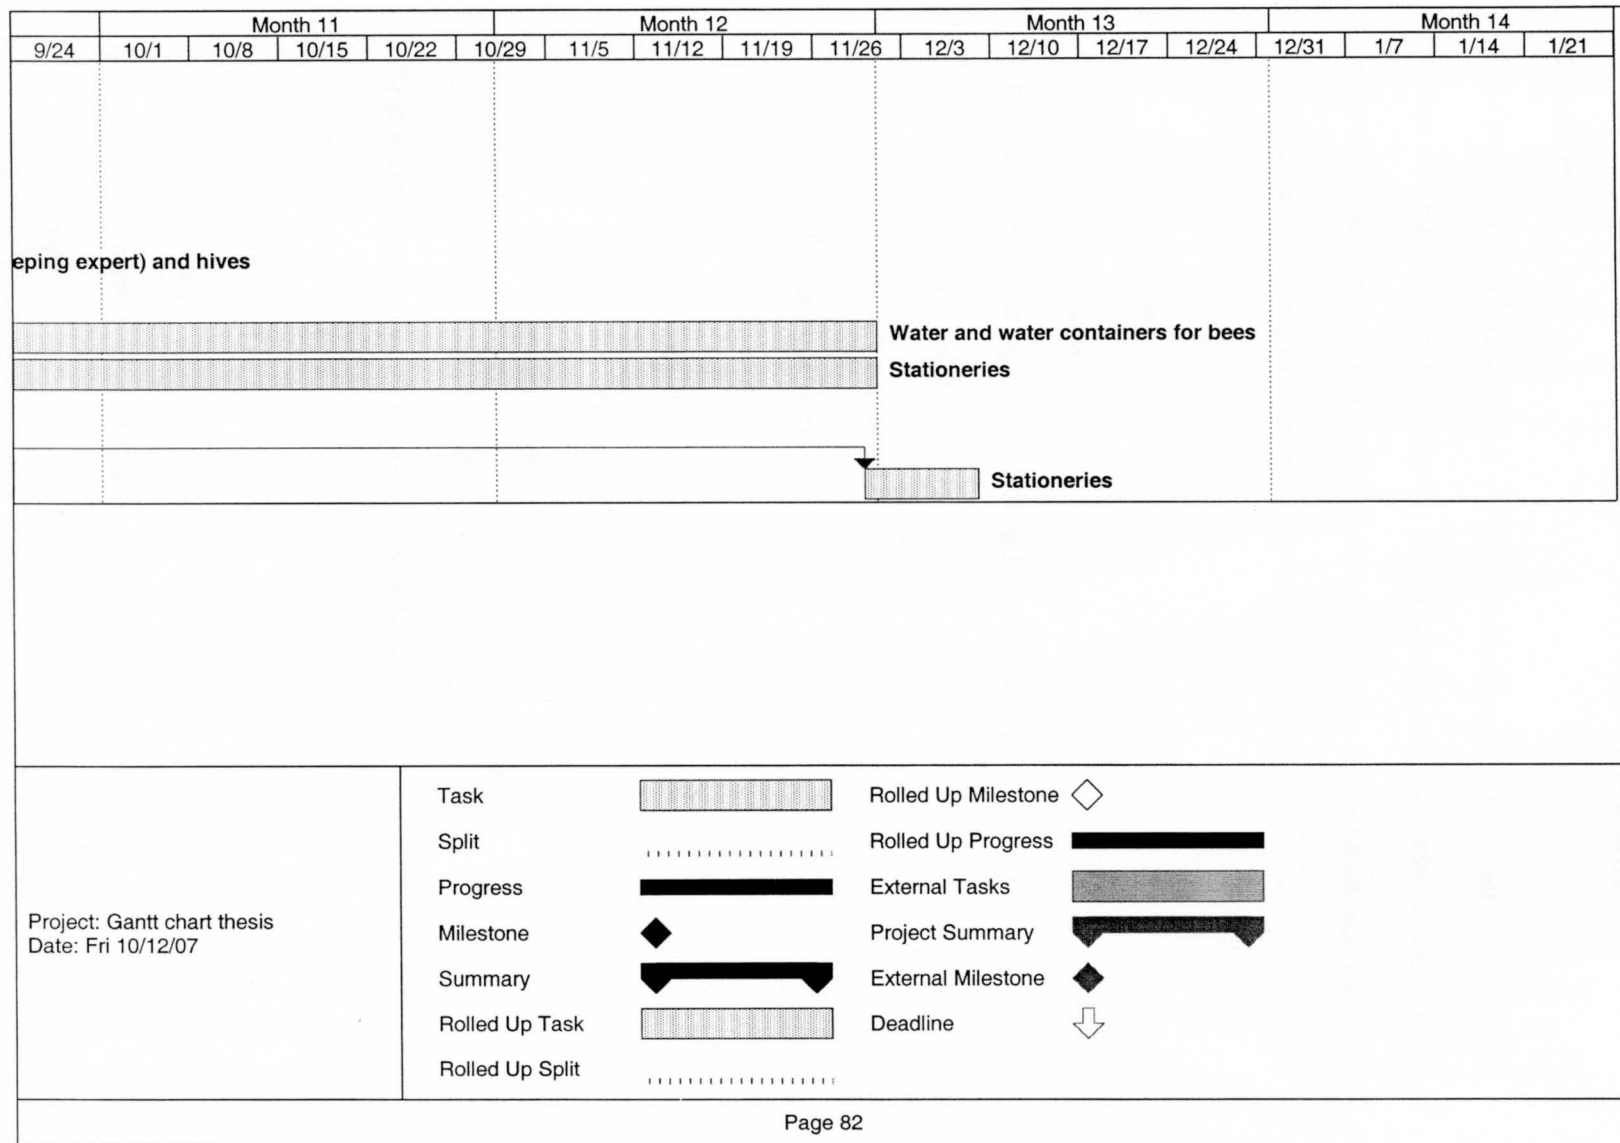 Month 11 Month 12 Month 13 Month 14
9/24 10/1 10/8 10/15 10/22 10/29 11/5 11/12 11/19 11/26 12/3 12/10 12/17 12/24 12/31 1/7 1/14 1/21
eping expert) and hives
Water and water containers for bees
Stationeries
Stationeries
Project: Gantt chart thesis
Date: Fri 10/12/07
Task
Split
Progress
Milestone
Summary
Rolled Up Task
Rolled Up Split
Rolled Up Milestone
Rolled Up Progress
External Tasks
Project Summary
External Milestone
Deadline
Page 82